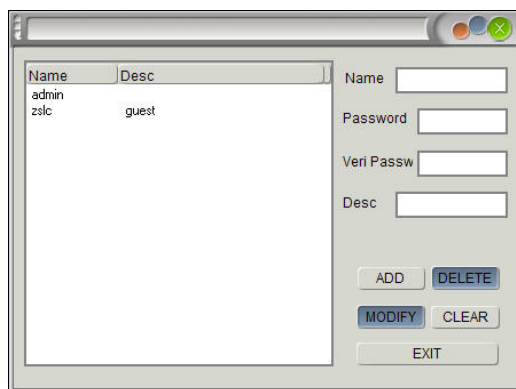 Name Desc
admin
zslc guest
Name
Password
Veri Passw
Desc
ADD DELETE
MODIFY CLEAR
EXIT